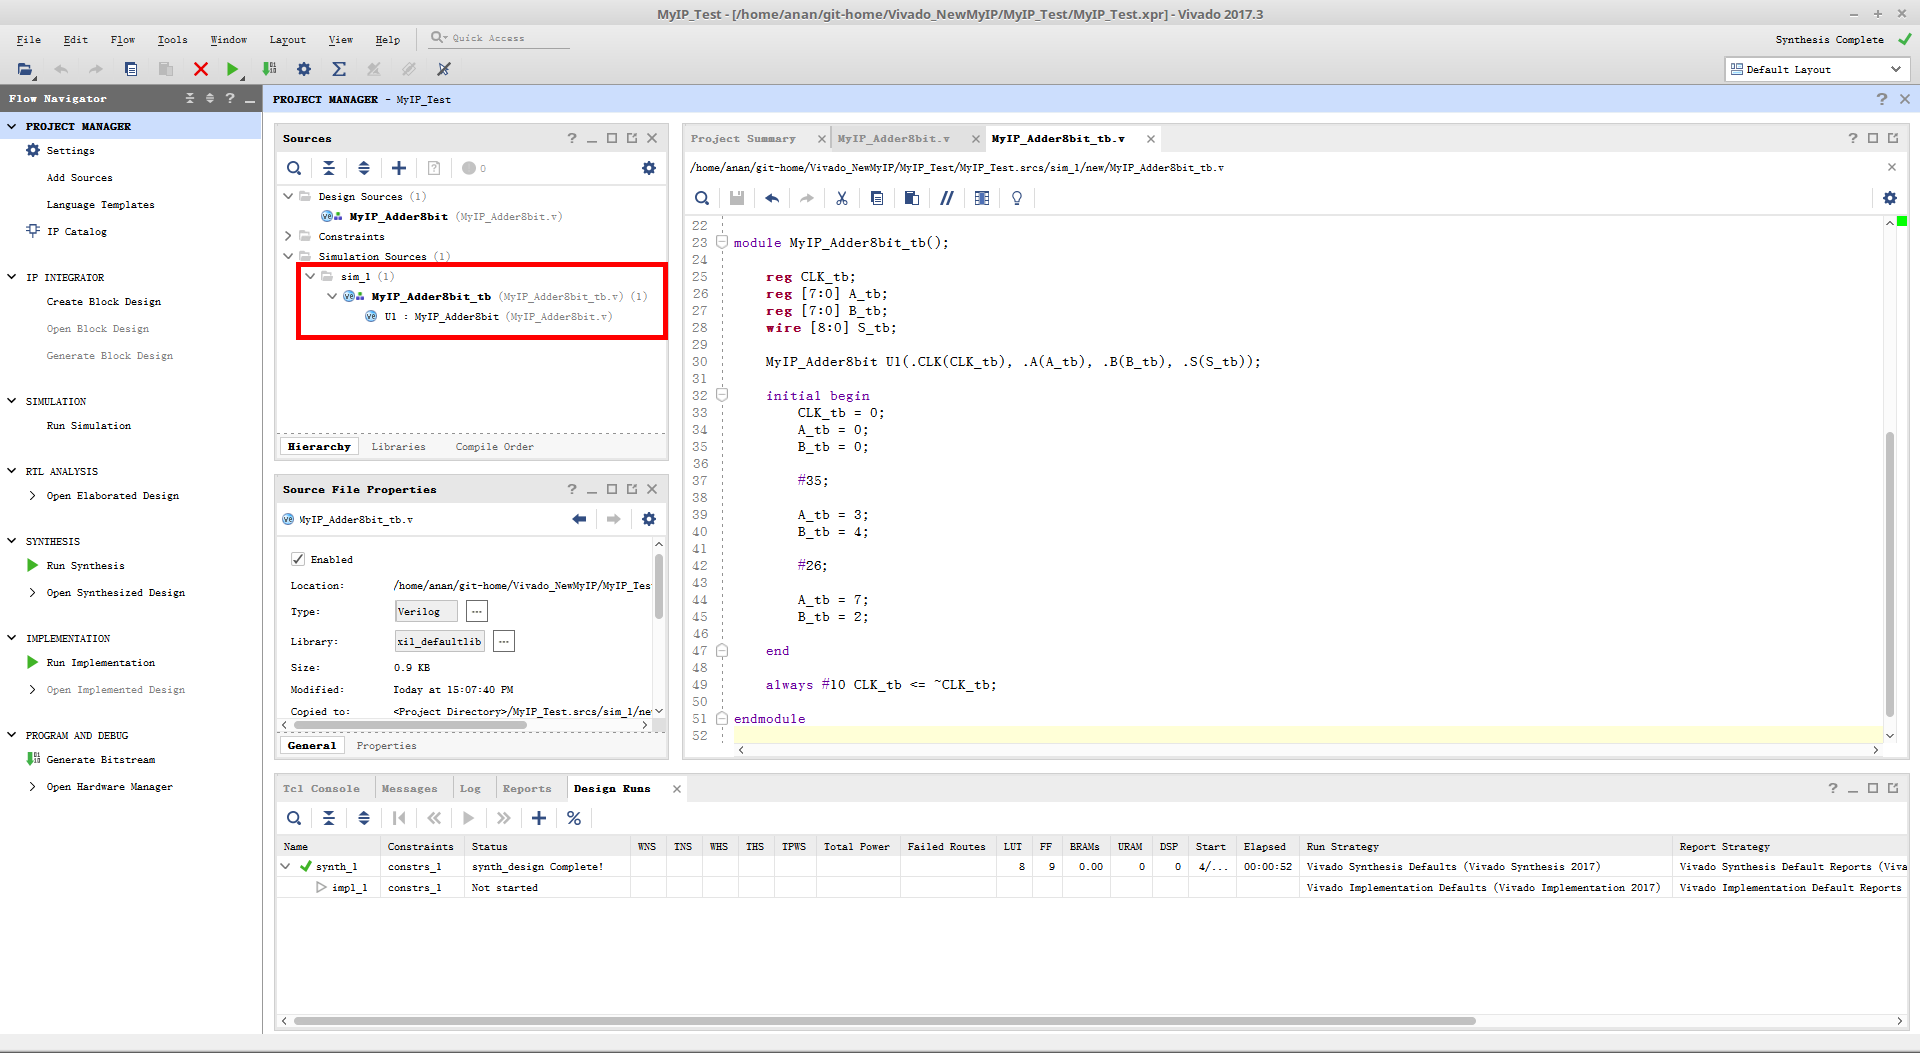 MyIP_Test - [/home/anan/git-home/Vivado_NewMyIP/MyIP_Test/MyIP_Test.xpr] - Vivado 2017.3
File Edit Flow Tools Window Layout View Help Quick Access
Synthesis Complete
Default Layout
Flow Navigator
PROJECT MANAGER
Settings
Add Sources
Language Templates
IP Catalog
IP INTEGRATOR
Create Block Design
Open Block Design
Generate Block Design
SIMULATION
Run Simulation
RTL ANALYSIS
Open Elaborated Design
SYNTHESIS
Run Synthesis
Open Synthesized Design
IMPLEMENTATION
Run Implementation
Open Implemented Design
PROGRAM AND DEBUG
Generate Bitstream
Open Hardware Manager
PROJECT MANAGER - MyIP_Test
Sources
0
Design Sources (1)
MyIP_Adder8bit (MyIP_Adder8bit.v)
Constraints
Simulation Sources (1)
sim_1 (1)
MyIP_Adder8bit_tb (MyIP_Adder8bit_tb.v) (1)
U1 : MyIP_Adder8bit (MyIP_Adder8bit.v)
Hierarchy Libraries Compile Order
Source File Properties
MyIP_Adder8bit_tb.v
Enabled
Location: /home/anan/git-home/Vivado_NewMyIP/MyIP_Tes
Type: Verilog
Library: xil_defaultlib
Size: 0.9 KB
Modified: Today at 15:07:40 PM
Copied to: <Project Directory>/MyIP_Test.srcs/sim_1/ne
General Properties
Project Summary MyIP_Adder8bit.v MyIP_Adder8bit_tb.v
/home/anan/git-home/Vivado_NewMyIP/MyIP_Test/MyIP_Test.srcs/sim_1/new/MyIP_Adder8bit_tb.v
22
23 module MyIP_Adder8bit_tb();
24
25 reg CLK_tb;
26 reg [7:0] A_tb;
27 reg [7:0] B_tb;
28 wire [8:0] S_tb;
29
30 MyIP_Adder8bit U1(.CLK(CLK_tb), .A(A_tb), .B(B_tb), .S(S_tb));
31
32 initial begin
33 CLK_tb = 0;
34 A_tb = 0;
35 B_tb = 0;
36
37 #35;
38
39 A_tb = 3;
40 B_tb = 4;
41
42 #26;
43
44 A_tb = 7;
45 B_tb = 2;
46
47 end
48
49 always #10 CLK_tb <= ~CLK_tb;
50
51 endmodule
52
Tcl Console Messages Log Reports Design Runs
Name Constraints Status WNS TNS WHS THS TPWS Total Power Failed Routes LUT FF BRAMs URAM DSP Start Elapsed Run Strategy Report Strategy
synth_1 constrs_1 synth_design Complete! 8 9 0.00 0 0 4/... 00:00:52 Vivado Synthesis Defaults (Vivado Synthesis 2017) Vivado Synthesis Default Reports (Viva
impl_1 constrs_1 Not started Vivado Implementation Defaults (Vivado Implementation 2017) Vivado Implementation Default Reports